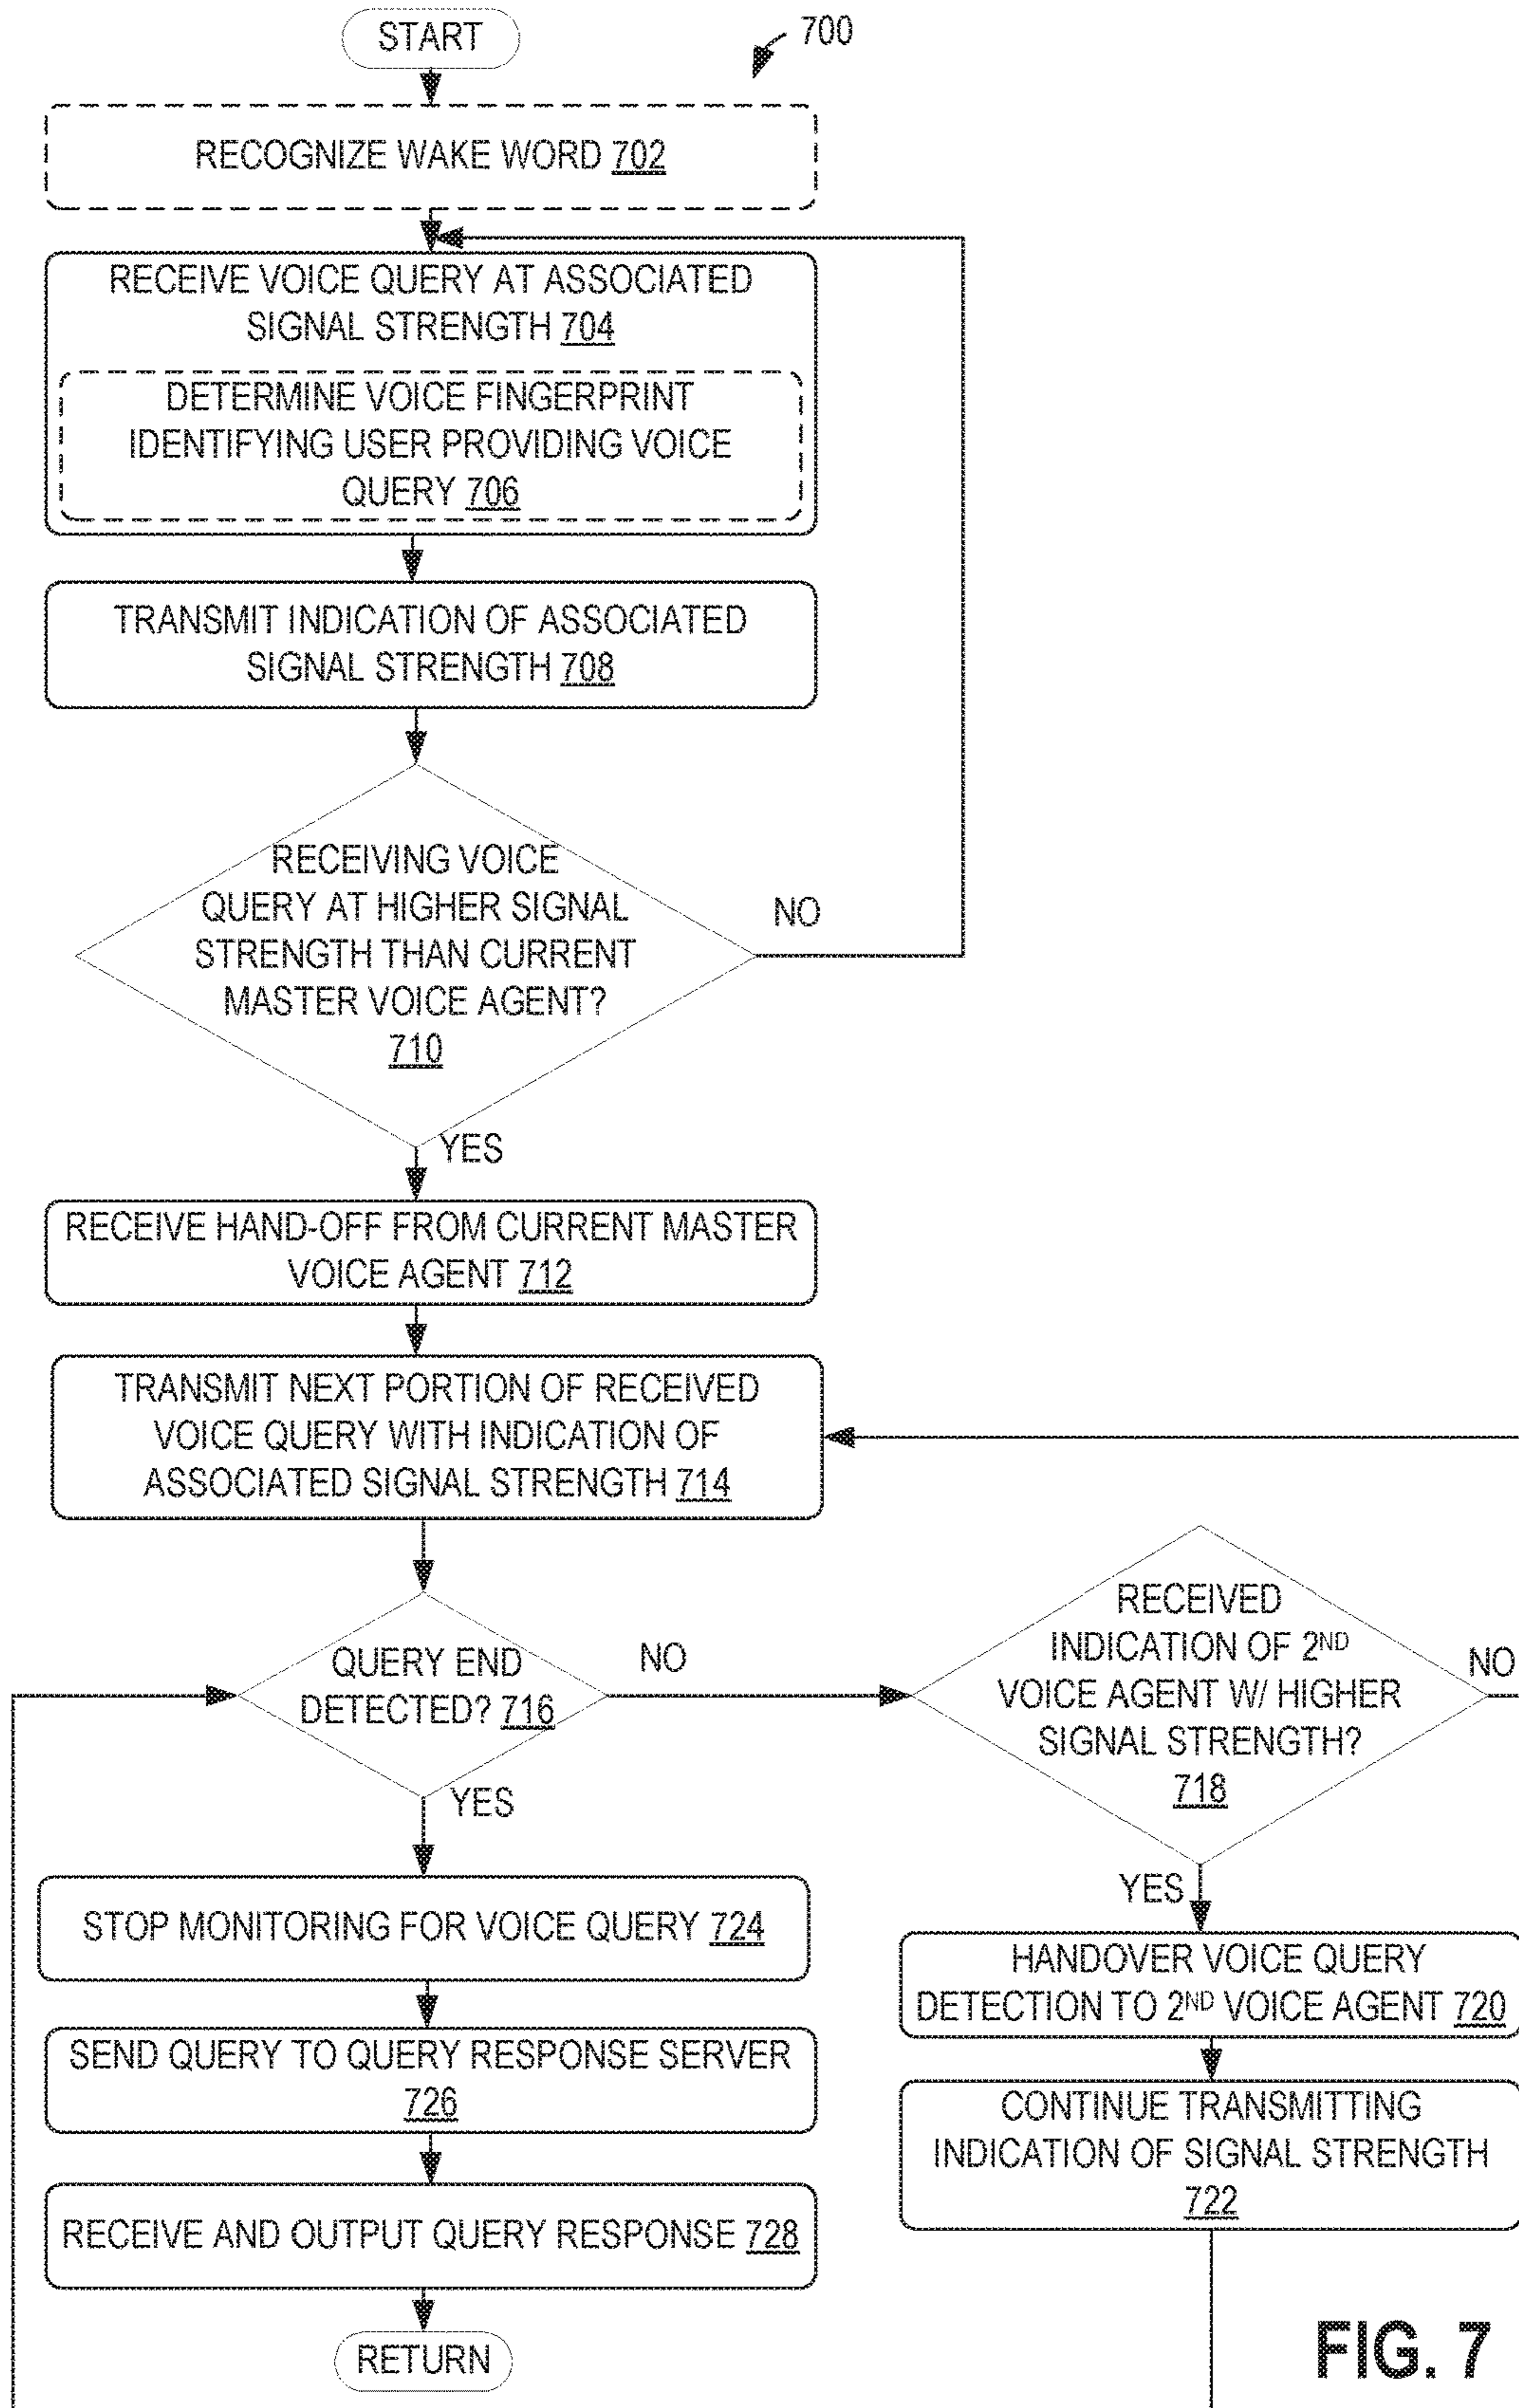 START
700
RECOGNIZE WAKE WORD 702
RECEIVE VOICE QUERY AT ASSOCIATED
SIGNAL STRENGTH 704
DETERMINE VOICE FINGERPRINT
IDENTIFYING USER PROVIDING VOICE
QUERY 706
TRANSMIT INDICATION OF ASSOCIATED
SIGNAL STRENGTH 708
RECEIVING VOICE
QUERY AT HIGHER SIGNAL
STRENGTH THAN CURRENT
MASTER VOICE AGENT?
710
NO
YES
RECEIVE HAND-OFF FROM CURRENT MASTER
VOICE AGENT 712
TRANSMIT NEXT PORTION OF RECEIVED
VOICE QUERY WITH INDICATION OF
ASSOCIATED SIGNAL STRENGTH 714
QUERY END
DETECTED? 716
NO
YES
RECEIVED
INDICATION OF 2ND
VOICE AGENT W/ HIGHER
SIGNAL STRENGTH?
718
NO
YES
HANDOVER VOICE QUERY
DETECTION TO 2ND VOICE AGENT 720
CONTINUE TRANSMITTING
INDICATION OF SIGNAL STRENGTH
722
STOP MONITORING FOR VOICE QUERY 724
SEND QUERY TO QUERY RESPONSE SERVER
726
RECEIVE AND OUTPUT QUERY RESPONSE 728
RETURN
FIG. 7